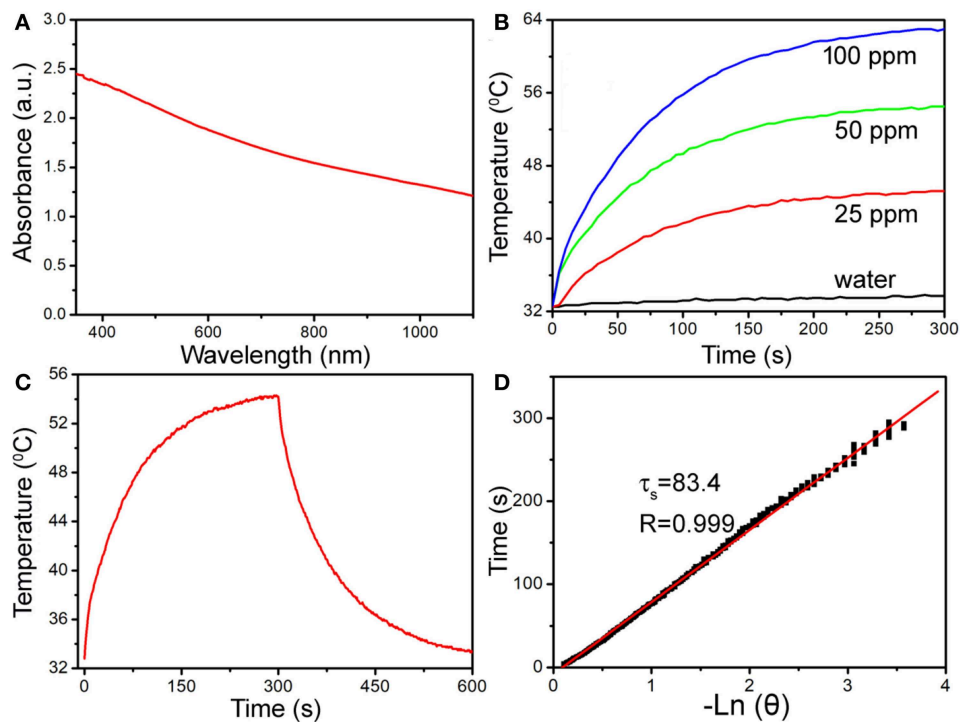 A
Absorbance (a.u.)
3.0
2.5
2.0
1.5
1.0
0.5
0.0
400
600
800
1000
Wavelength (nm)
B
Temperature (⁰C)
64
56
48
40
32
100 ppm
50 ppm
25 ppm
water
0
50
100
150
200
250
300
Time (s)
C
Temperature (⁰C)
56
52
48
44
40
36
32
0
150
300
450
600
Time (s)
D
Time (s)
300
200
100
0
τs=83.4
R=0.999
0
1
2
3
4
-Ln (θ)